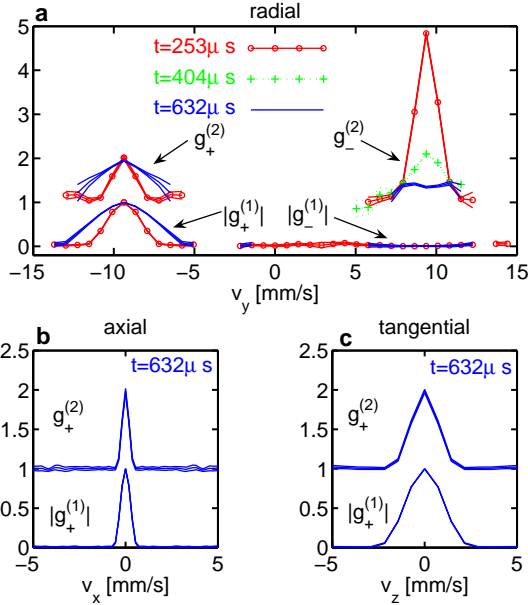 a radial
5
4
3
2
1
0
t=253μ s
t=404μ s
t=632μ s
g+(2)
g−(2)
|g+(1)|
|g−(1)|
−15 −10 −5 0 5 10 15
vy [mm/s]
b axial
2.5
2
1.5
1
0.5
0
t=632μ s
g+(2)
|g+(1)|
−5 0 5
vx [mm/s]
c tangential
2.5
2
1.5
1
0.5
0
t=632μ s
g+(2)
|g+(1)|
−5 0 5
vz [mm/s]